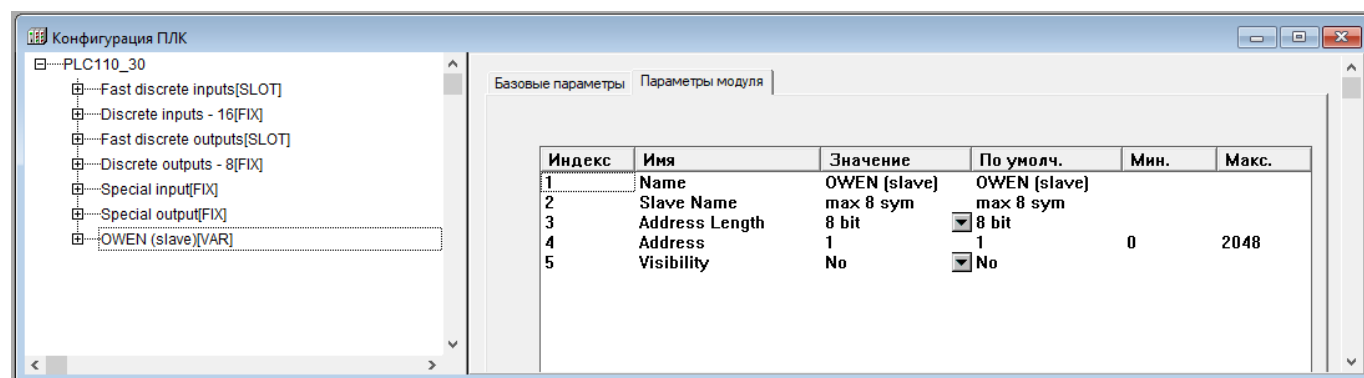 Конфигурация ПЛК
PLC110_30
Fast discrete inputs[SLOT]
Discrete inputs - 16[FIX]
Fast discrete outputs[SLOT]
Discrete outputs - 8[FIX]
Special input[FIX]
Special output[FIX]
OWEN (slave)[VAR]
Базовые параметры Параметры модуля
Индекс Имя Значение По умолч. Мин. Макс.
1 Name OWEN (slave) OWEN (slave)
2 Slave Name max 8 sym max 8 sym
3 Address Length 8 bit 8 bit
4 Address 1 1 0 2048
5 Visibility No No